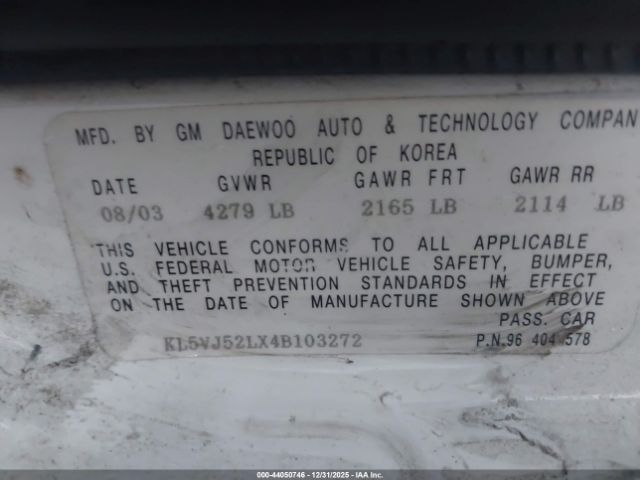 MFD. BY GM DAEWOO AUTO & TECHNOLOGY COMPAN
REPUBLIC OF KOREA
DATE GVWR GAWR FRT GAWR RR
08/03 4279 LB 2165 LB 2114 LB
THIS VEHICLE CONFORMS TO ALL APPLICABLE
U.S. FEDERAL MOTOR VEHICLE SAFETY, BUMPER,
AND THEFT PREVENTION STANDARDS IN EFFECT
ON THE DATE OF MANUFACTURE SHOWN ABOVE
PASS. CAR
KL5VJ52LX4B103272 P.N.96 404 578
000-44050746 - 12/31/2025 - © IAA, Inc.